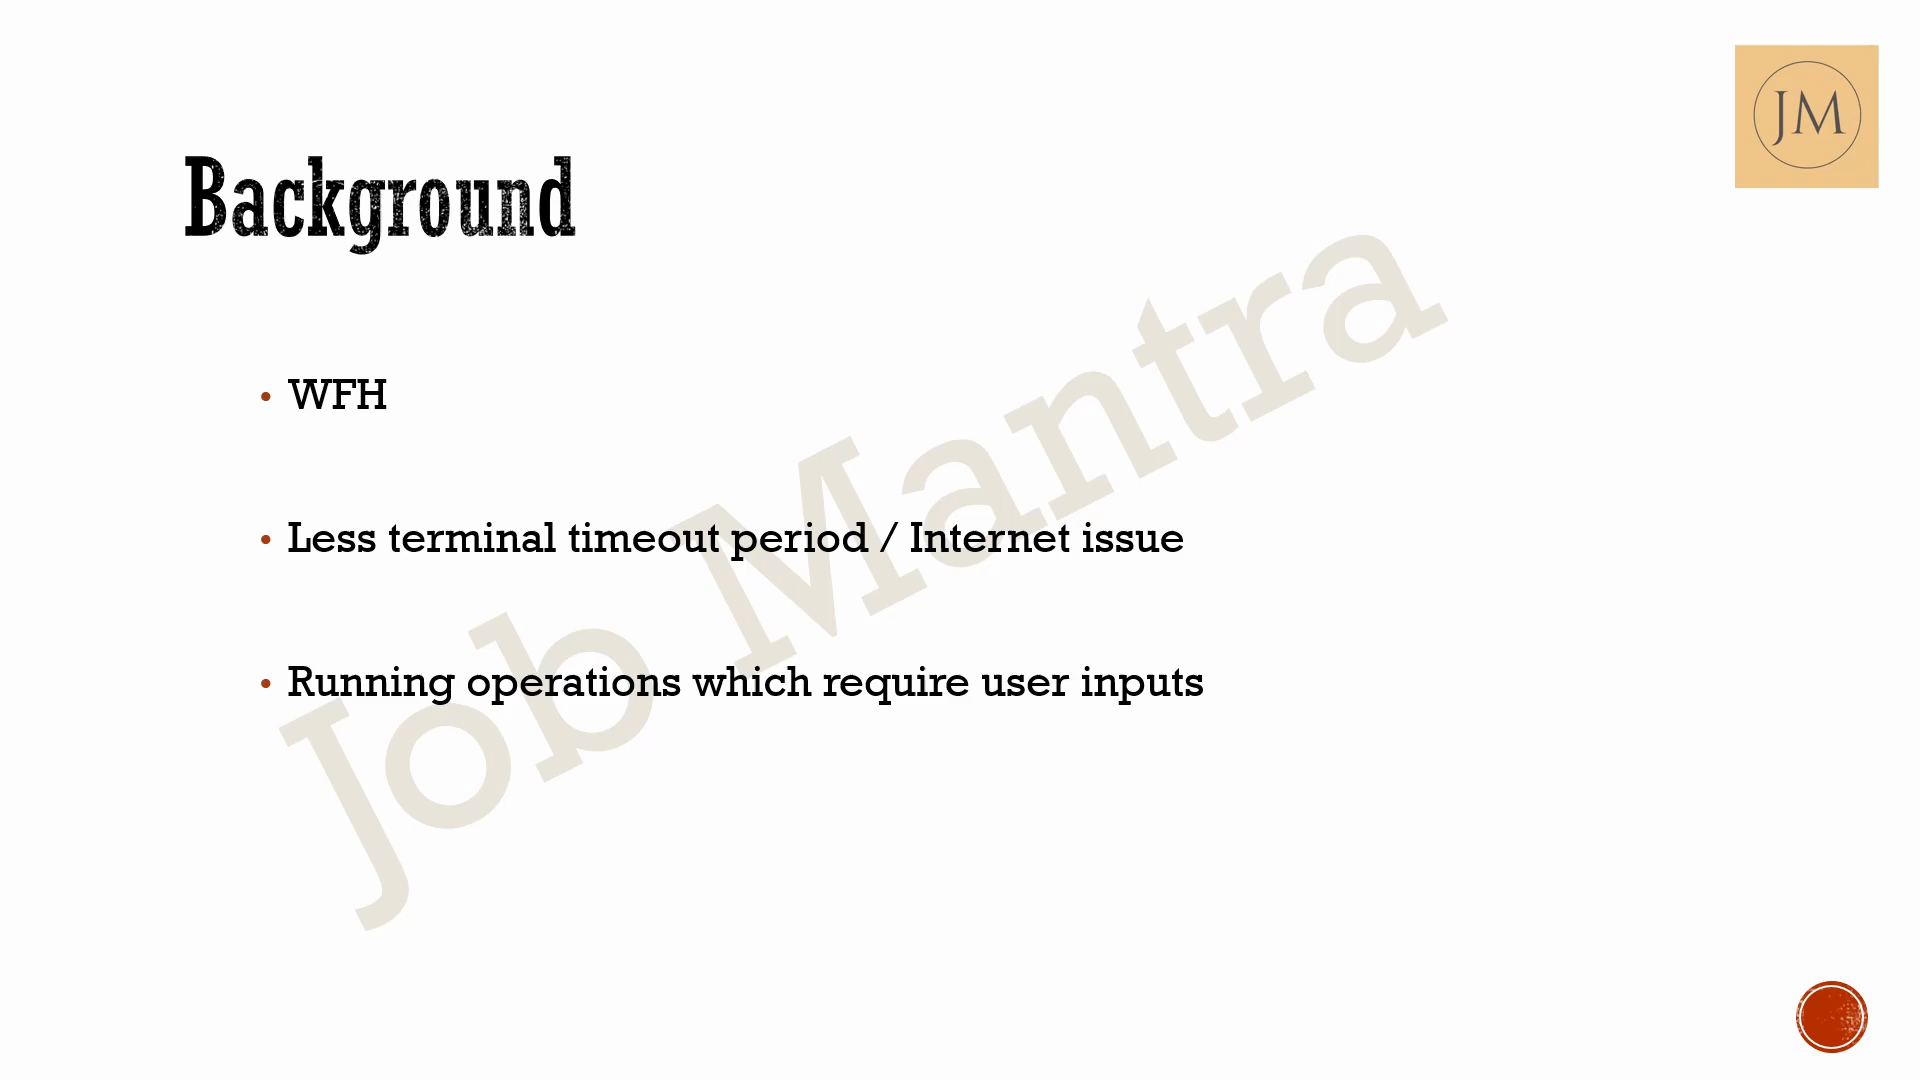 JM
Background
• WFH
• Less terminal timeout period / Internet issue
• Running operations which require user inputs
Job Mantra